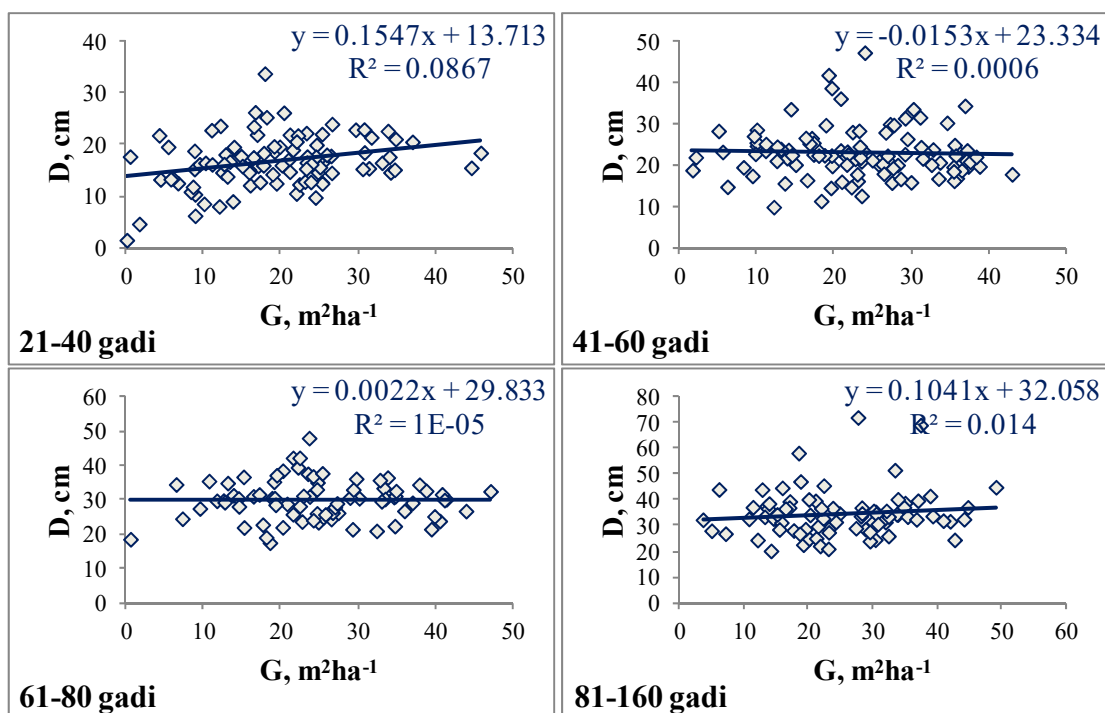 y = 0.1547x + 13.713
R² = 0.0867
40
30
20
10
0
D, cm
0 10 20 30 40 50
G, m²ha⁻¹
21-40 gadi
y = -0.0153x + 23.334
R² = 0.0006
50
40
30
20
10
0
D, cm
0 10 20 30 40 50
G, m²ha⁻¹
41-60 gadi
y = 0.0022x + 29.833
R² = 1E-05
60
50
40
30
20
10
0
D, cm
0 10 20 30 40 50
G, m²ha⁻¹
61-80 gadi
y = 0.1041x + 32.058
R² = 0.014
80
70
60
50
40
30
20
10
0
D, cm
0 10 20 30 40 50 60
G, m²ha⁻¹
81-160 gadi